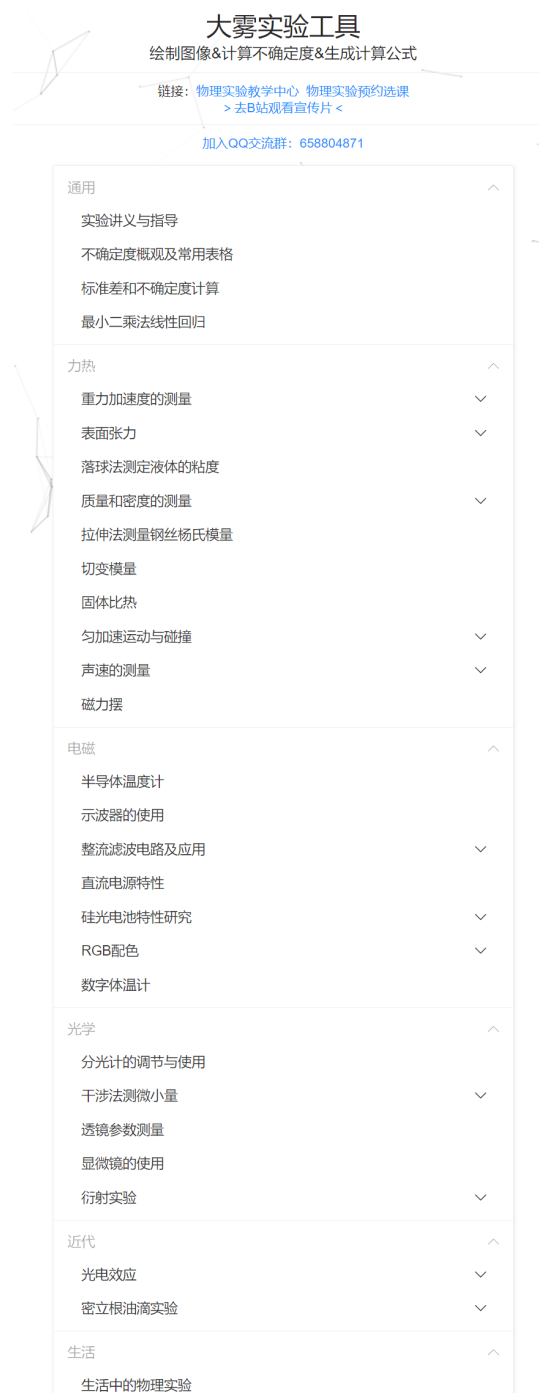 大雾实验工具
绘制图像&计算不确定度&生成计算公式
链接：物理实验教学中心 物理实验预约选课
> 去B站观看宣传片 <
加入QQ交流群：658804871
通用
实验讲义与指导
不确定度概观及常用表格
标准差和不确定度计算
最小二乘法线性回归
力热
重力加速度的测量
表面张力
落球法测定液体的粘度
质量和密度的测量
拉伸法测量钢丝杨氏模量
切变模量
固体比热
匀加速运动与碰撞
声速的测量
磁力摆
电磁
半导体温度计
示波器的使用
整流滤波电路及应用
直流电源特性
硅光电池特性研究
RGB配色
数字体温计
光学
分光计的调节与使用
干涉法测微小量
透镜参数测量
显微镜的使用
衍射实验
近代
光电效应
密立根油滴实验
生活
生活中的物理实验